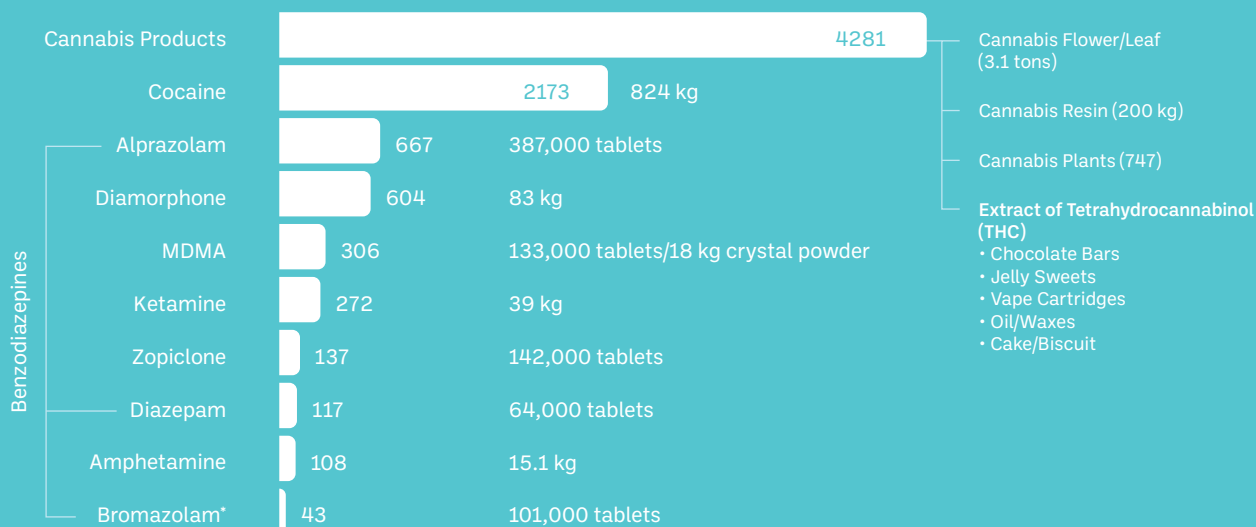 Cannabis Products 4281
Cocaine 2173 824 kg
Alprazolam 667 387,000 tablets
Diamorphone 604 83 kg
MDMA 306 133,000 tablets/18 kg crystal powder
Ketamine 272 39 kg
Zopiclone 137 142,000 tablets
Diazepam 117 64,000 tablets
Amphetamine 108 15.1 kg
Bromazolam* 43 101,000 tablets
Benzodiazepines
Cannabis Flower/Leaf
(3.1 tons)
Cannabis Resin (200 kg)
Cannabis Plants (747)
Extract of Tetrahydrocannabinol
(THC)
• Chocolate Bars
• Jelly Sweets
• Vape Cartridges
• Oil/Waxes
• Cake/Biscuit